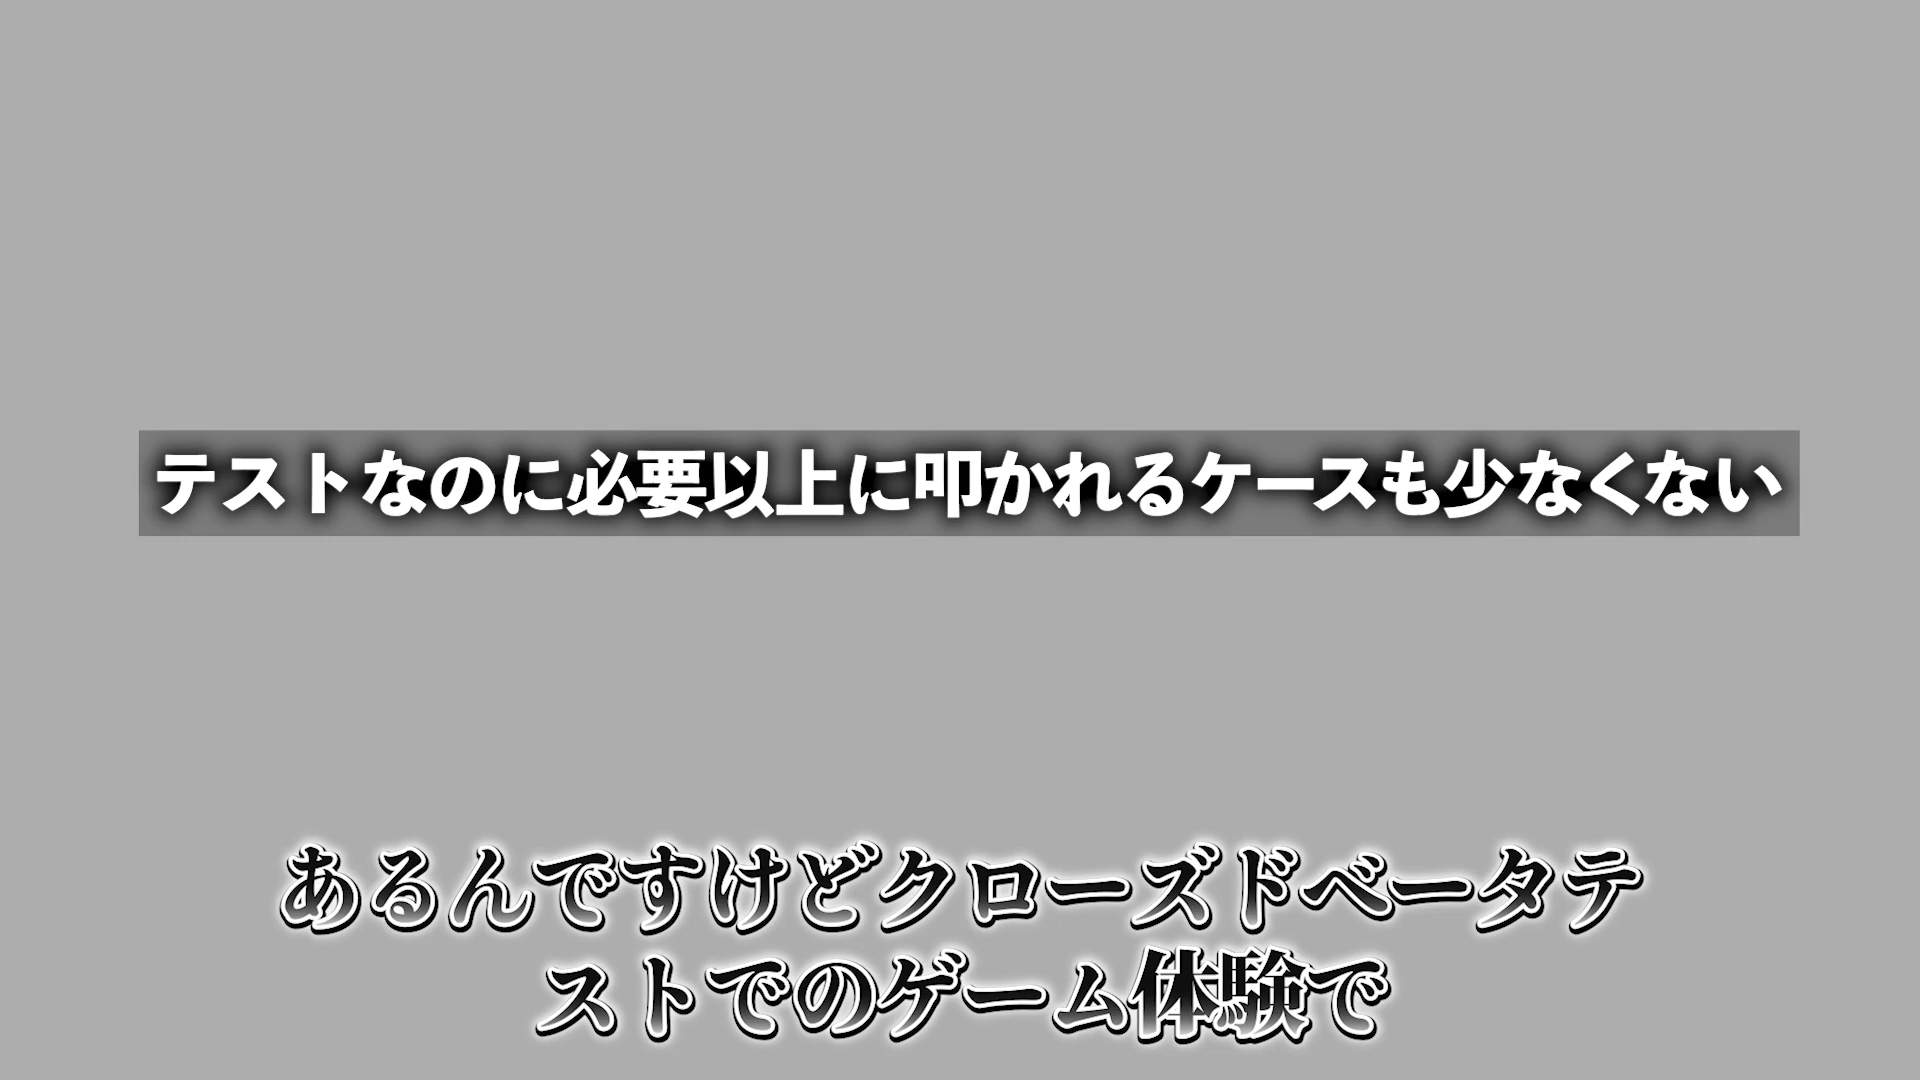 テストなのに必要以上に叩かれるケースも少なくない
あるんですけどクローズドベータテ
ストでのゲーム体験で